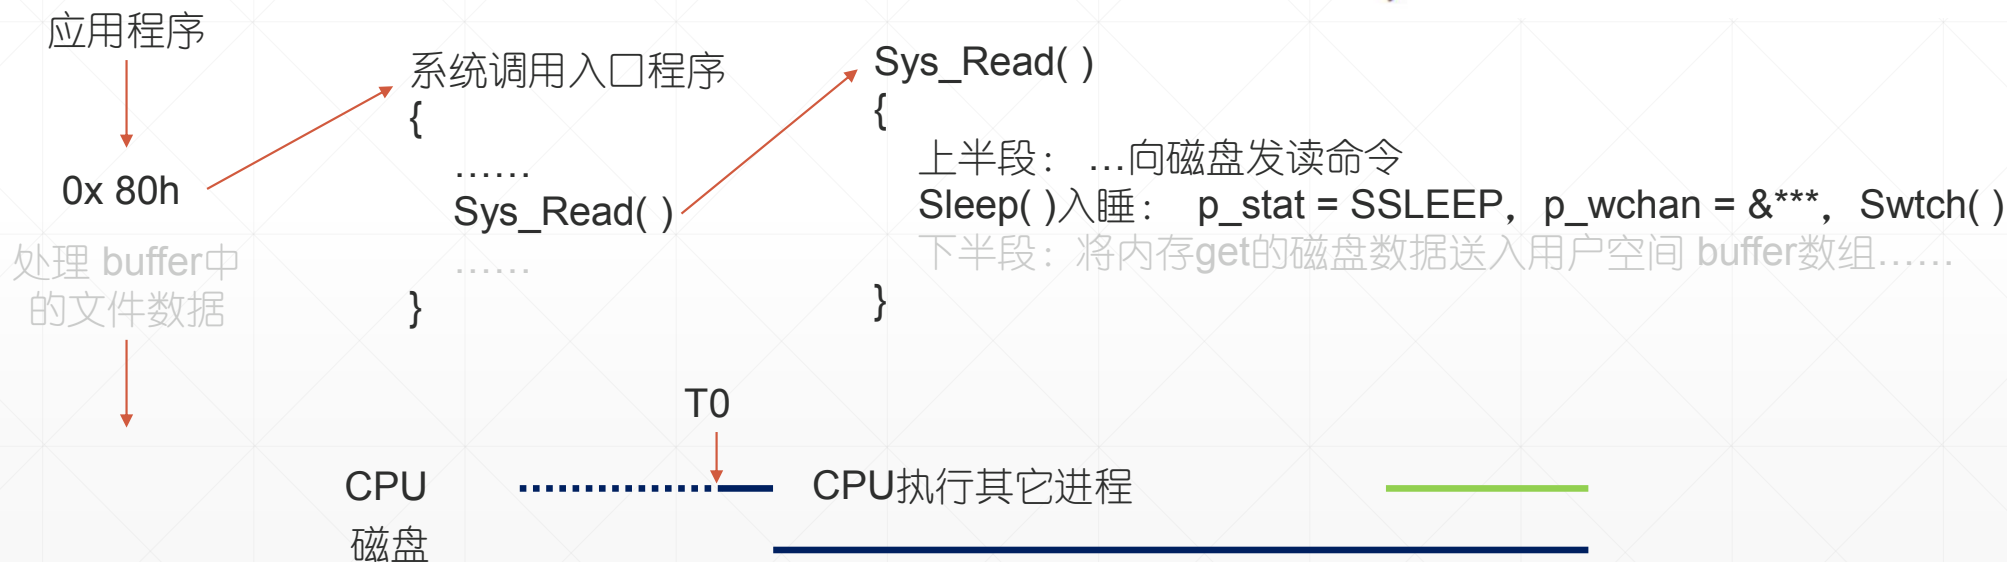 应用程序
0x 80h
处理 buffer中
的文件数据
系统调用入口程序
{
……
Sys_Read( )
……
}
Sys_Read( )
{
上半段： …向磁盘发读命令
Sleep( )入睡： p_stat = SSLEEP，p_wchan = &***，Swtch( )
下半段：将内存get的磁盘数据送入用户空间 buffer数组……
}
T0
CPU
CPU执行其它进程
磁盘